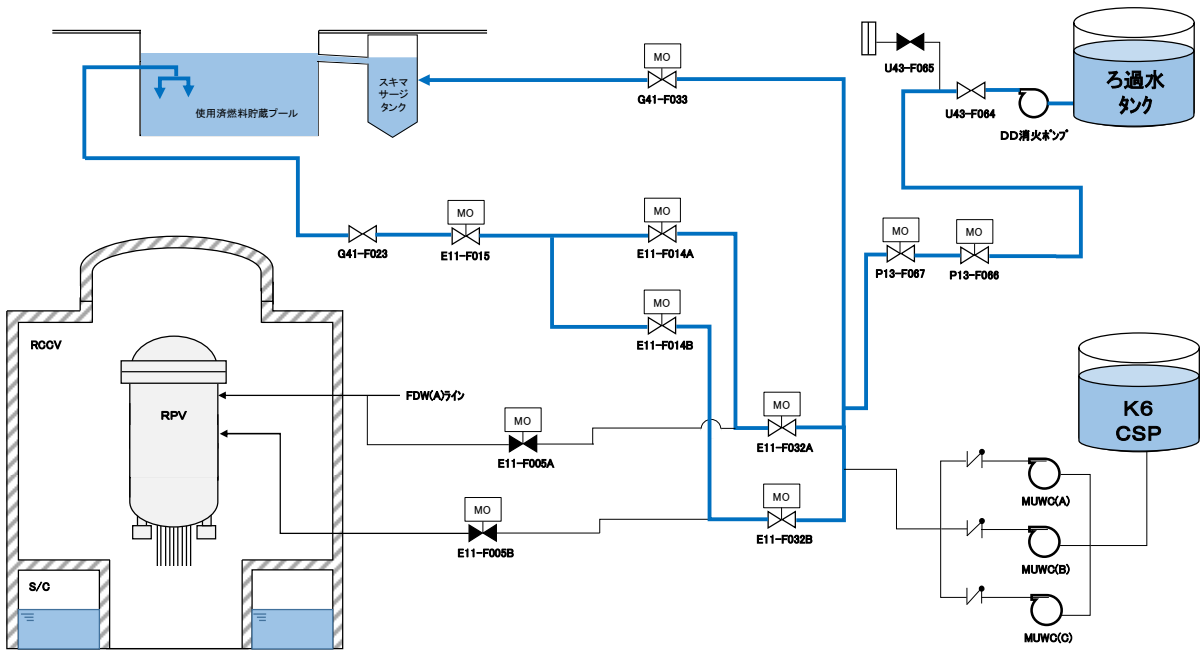 MO
G41-F033
スキマ
サージ
タンク
使用済燃料貯蔵プール
U43-F065
U43-F064
DD消火ポンプ
ろ過水
タンク
G41-F023
MO
E11-F015
MO
E11-F014A
MO
E11-F014B
MO
P13-F067
MO
P13-F066
RCCV
RPV
FDW(A)ライン
MO
E11-F005A
MO
E11-F032A
MO
E11-F005B
MO
E11-F032B
K6
CSP
MUWC(A)
MUWC(B)
MUWC(C)
S/C